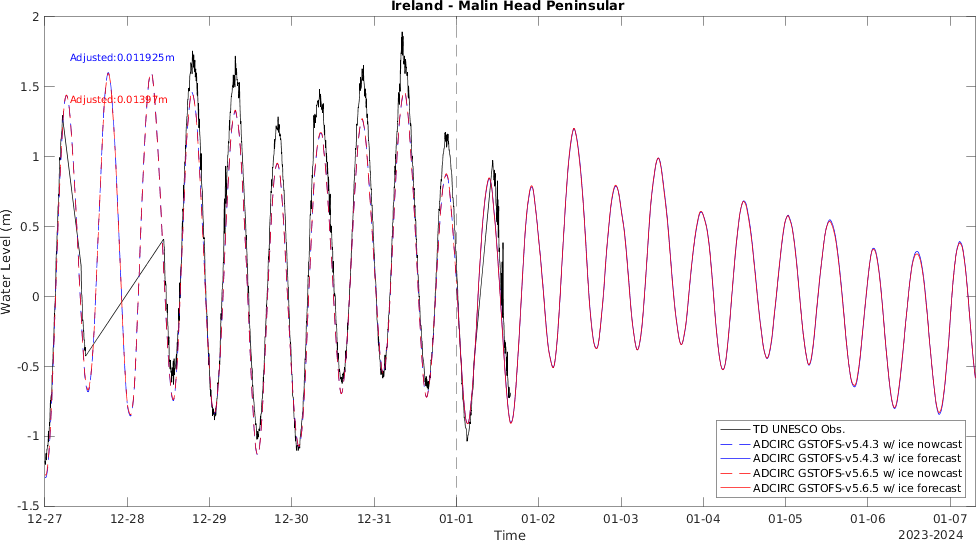 Ireland - Malin Head Peninsular
2
Adjusted:0.011925m
1.5
Adjusted:0.01397m
1
0.5
Water Level (m)
0
-0.5
-1
TD UNESCO Obs.
ADCIRC GSTOFS-v5.4.3 w/ ice nowcast
ADCIRC GSTOFS-v5.4.3 w/ ice forecast
ADCIRC GSTOFS-v5.6.5 w/ ice nowcast
ADCIRC GSTOFS-v5.6.5 w/ ice forecast
-1.5
12-27 12-28 12-29 12-30 12-31 01-01 01-02 01-03 01-04 01-05 01-06 01-07
Time
2023-2024